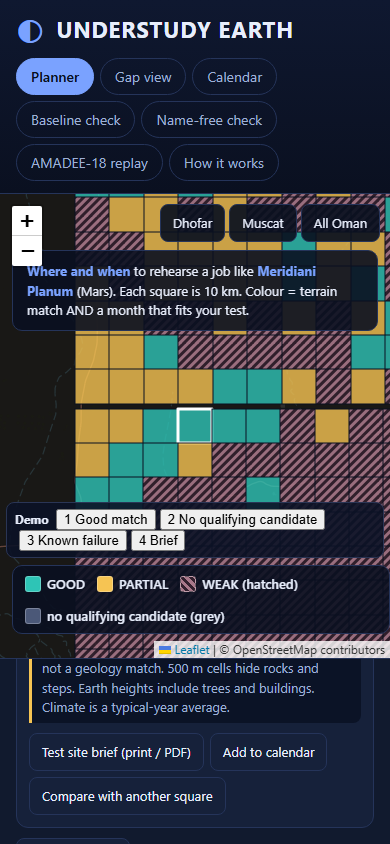 UNDERSTUDY EARTH
Planner
Gap view
Calendar
Baseline check
Name-free check
AMADEE-18 replay
How it works
+
−
Dhofar
Muscat
All Oman
Where and when to rehearse a job like Meridiani
Planum (Mars). Each square is 10 km. Colour = terrain
match AND a month that fits your test.
Demo
1 Good match
2 No qualifying candidate
3 Known failure
4 Brief
GOOD
PARTIAL
WEAK (hatched)
no qualifying candidate (grey)
Leaflet | © OpenStreetMap contributors
not a geology match. 500 m cells hide rocks and
steps. Earth heights include trees and buildings.
Climate is a typical-year average.
Test site brief (print / PDF)
Add to calendar
Compare with another square